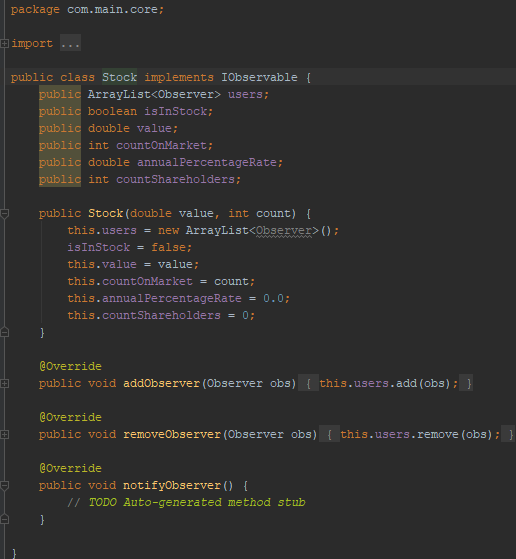 package com.main.core;
import ...
public class Stock implements IObservable {
public ArrayList<Observer> users;
public boolean isInStock;
public double value;
public int countOnMarket;
public double annualPercentageRate;
public int countShareholders;
public Stock(double value, int count) {
this.users = new ArrayList<Observer>();
isInStock = false;
this.value = value;
this.countOnMarket = count;
this.annualPercentageRate = 0.0;
this.countShareholders = 0;
}
@Override
public void addObserver(Observer obs) { this.users.add(obs); }
@Override
public void removeObserver(Observer obs) { this.users.remove(obs); }
@Override
public void notifyObserver() {
// TODO Auto-generated method stub
}
}